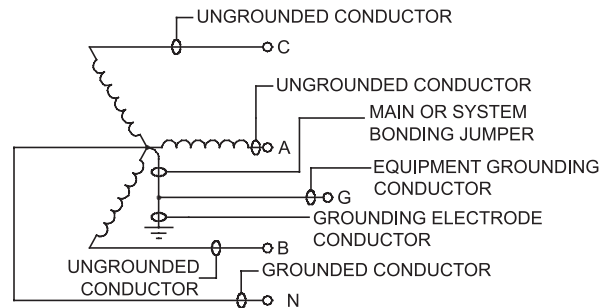 UNGROUNDED CONDUCTOR
C
UNGROUNDED CONDUCTOR
A
MAIN OR SYSTEM
BONDING JUMPER
EQUIPMENT GROUNDING
CONDUCTOR
G
GROUNDING ELECTRODE
CONDUCTOR
B
UNGROUNDED
CONDUCTOR
GROUNDED CONDUCTOR
N